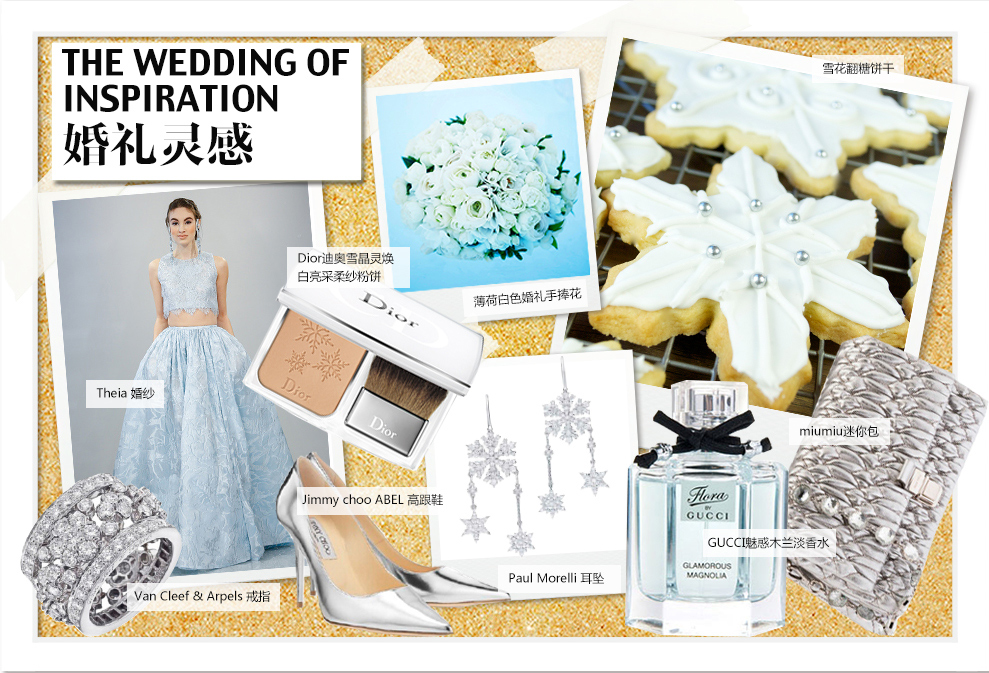 THE WEDDING OF
INSPIRATION
婚礼灵感
雪花翻糖饼干
Dior迪奥雪晶灵焕
白亮采柔纱粉饼
Dior
Dior
Dior
薄荷白色婚礼手捧花
Theia 婚纱
miumiu迷你包
Jimmy choo ABEL 高跟鞋
JIMMY CHOO
Flora
BY
GUCCI
GUCCI魅惑木兰淡香水
GLAMOROUS
MAGNOLIA
Paul Morelli 耳坠
Van Cleef & Arpels 戒指